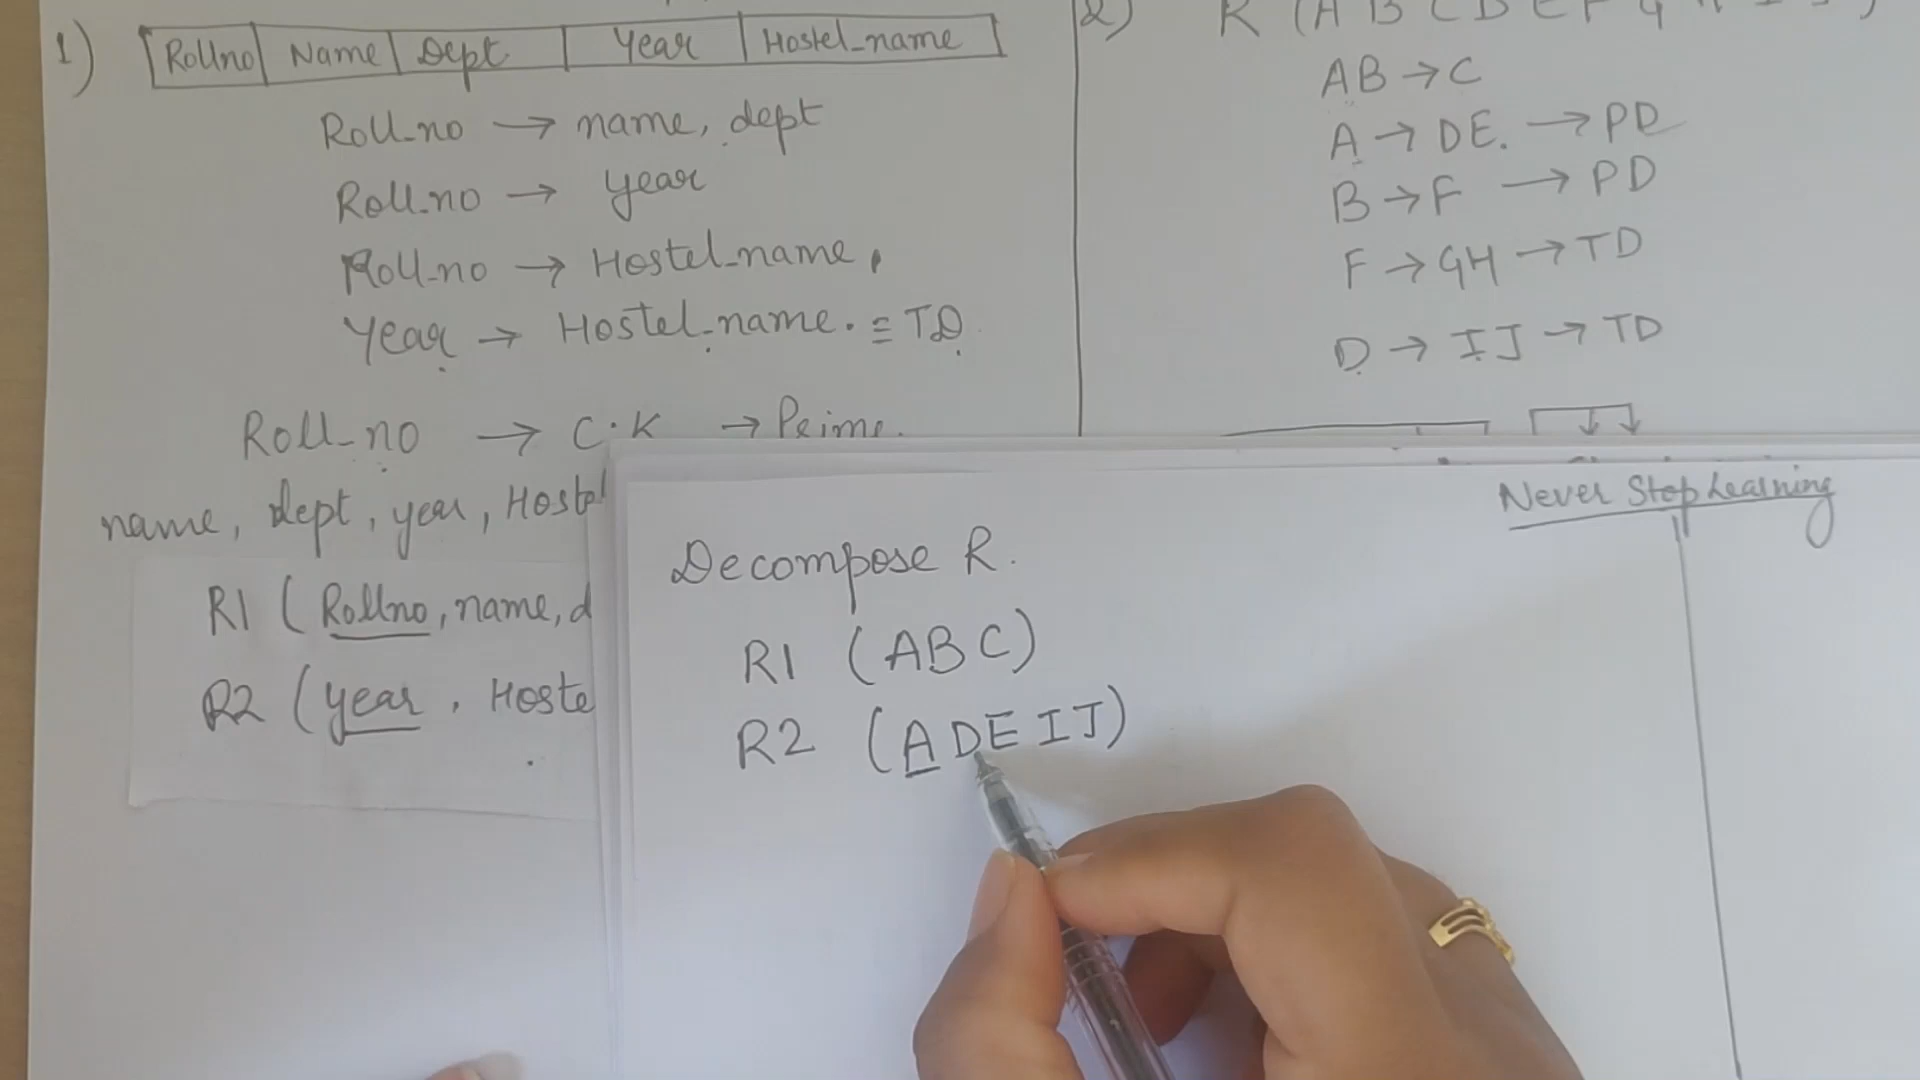 1) Rollno Name Dept Year Hostel_name
Roll_no → name, dept
Roll_no → year
Roll_no → Hostel_name,
Year → Hostel_name. = TD
Roll_no → C.K → Prime.
name, dept, year, Hostel
R1 (Rollno, name, d
R2 (year, Hoste
2) R (A B C D E F G H I J)
AB → C
A → DE. → PD
B → F → PD
F → GH → TD
D → IJ → TD
Never Stop Learning
Decompose R.
R1 (ABC)
R2 (ADEIJ)